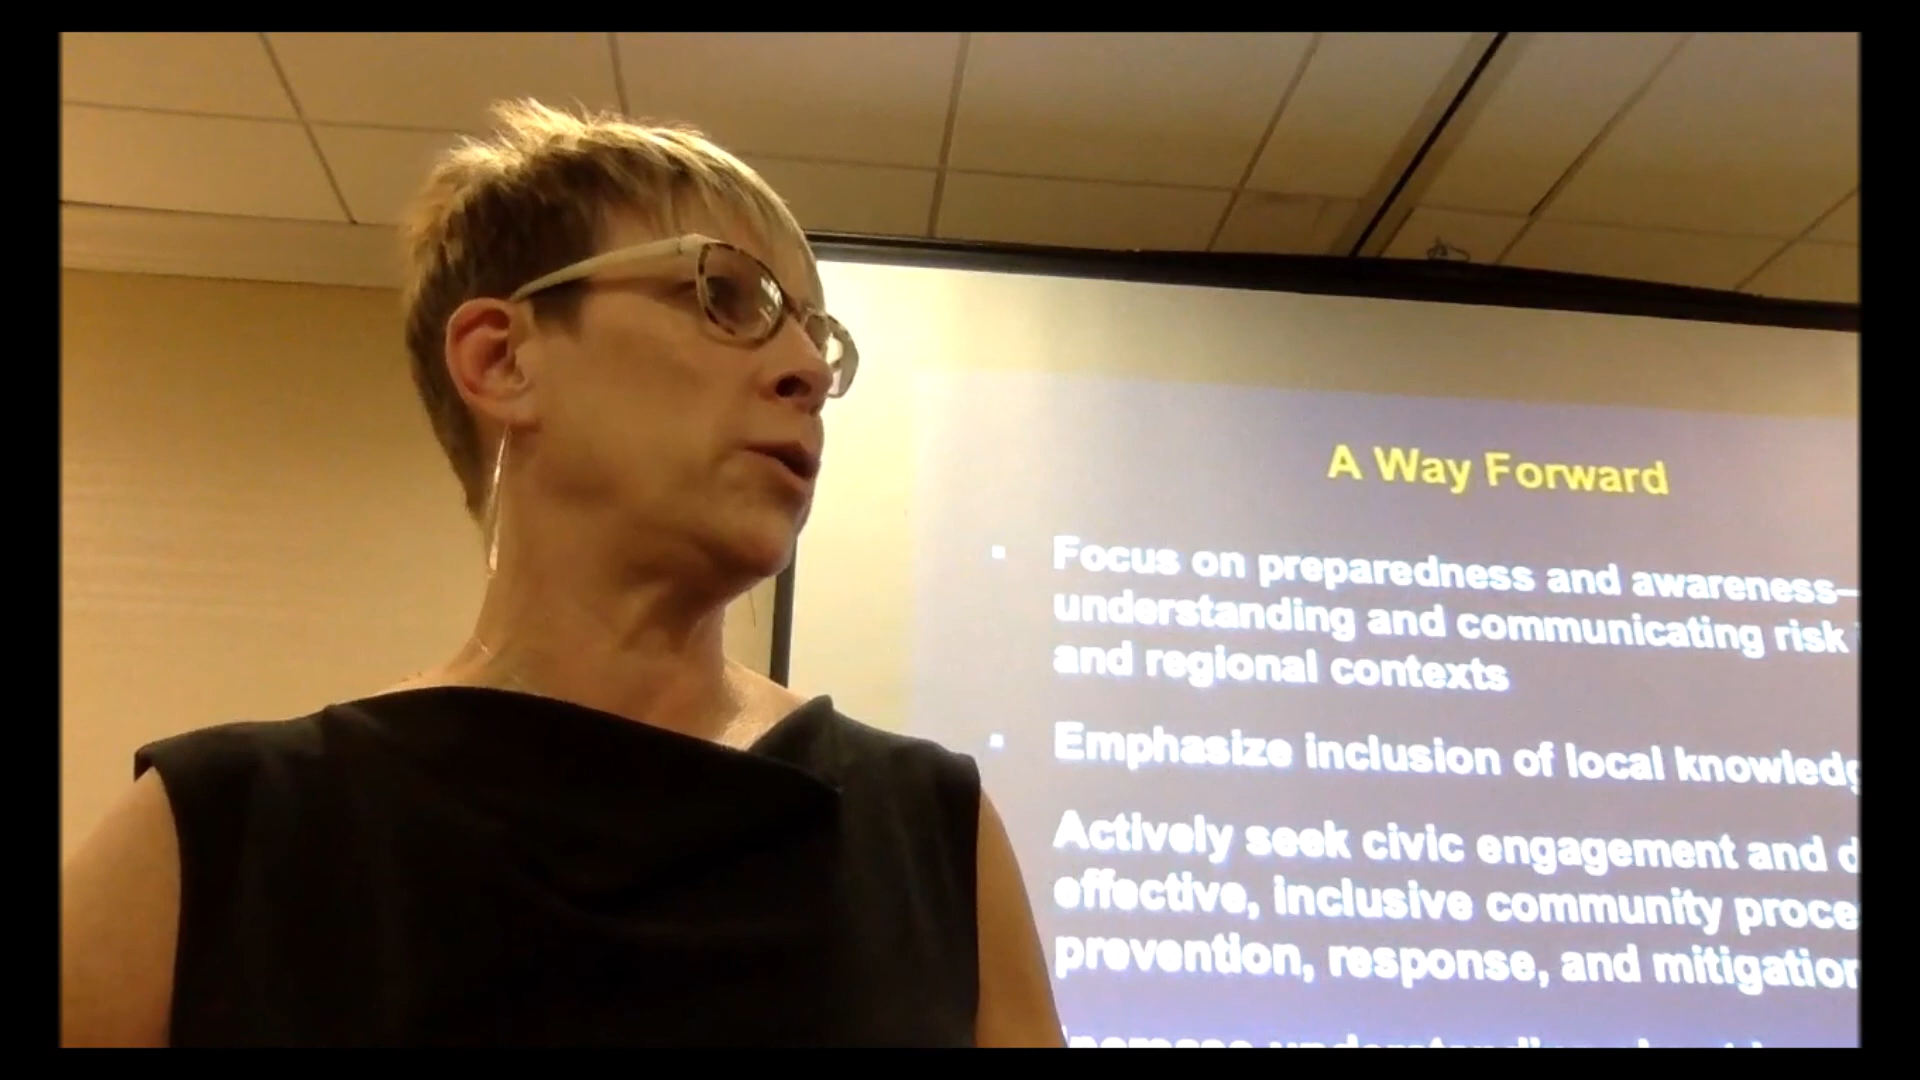 A Way Forward
▪ Focus on preparedness and awareness—
understanding and communicating risk
and regional contexts
▪ Emphasize inclusion of local
Actively seek civic engagement and
effective, inclusive community
prevention, response, and